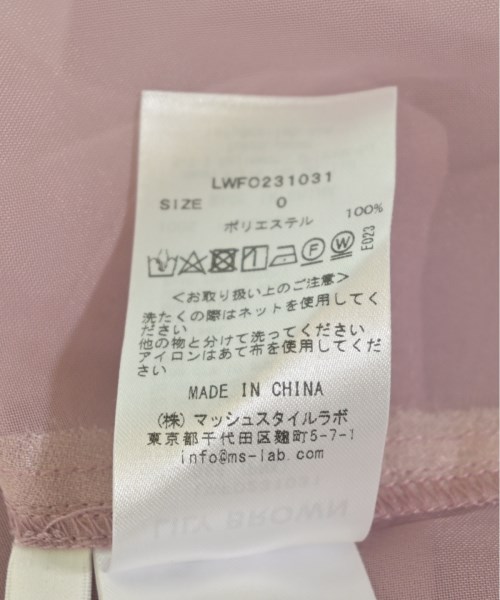 LWFO231031
SIZE 0
ポリエステル 100%
F W E023
<お取り扱い上のご注意>
洗たくの際はネットを使用してく
ださい
他の物と分けて洗ってください
アイロンはあて布を使用してくだ
さい
MADE IN CHINA
(株) マッシュスタイルラボ
東京都千代田区麹町5-7-1
info@ms-lab.com
LILY BROWN